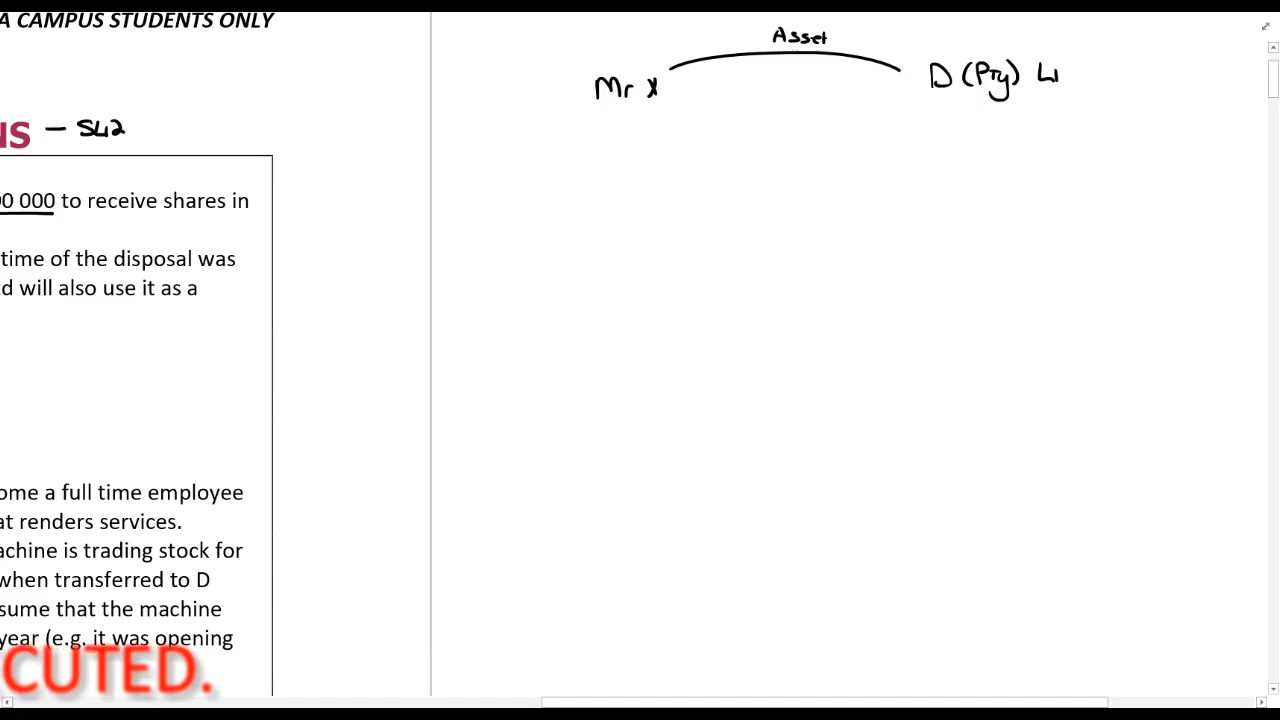 A CAMPUS STUDENTS ONLY
Asset
Mr X
D (Pty) Lt
NS - S42
00 000 to receive shares in
time of the disposal was
td will also use it as a
ome a full time employee
at renders services.
achine is trading stock for
when transferred to D
sume that the machine
year (e.g. it was opening
CUTED.